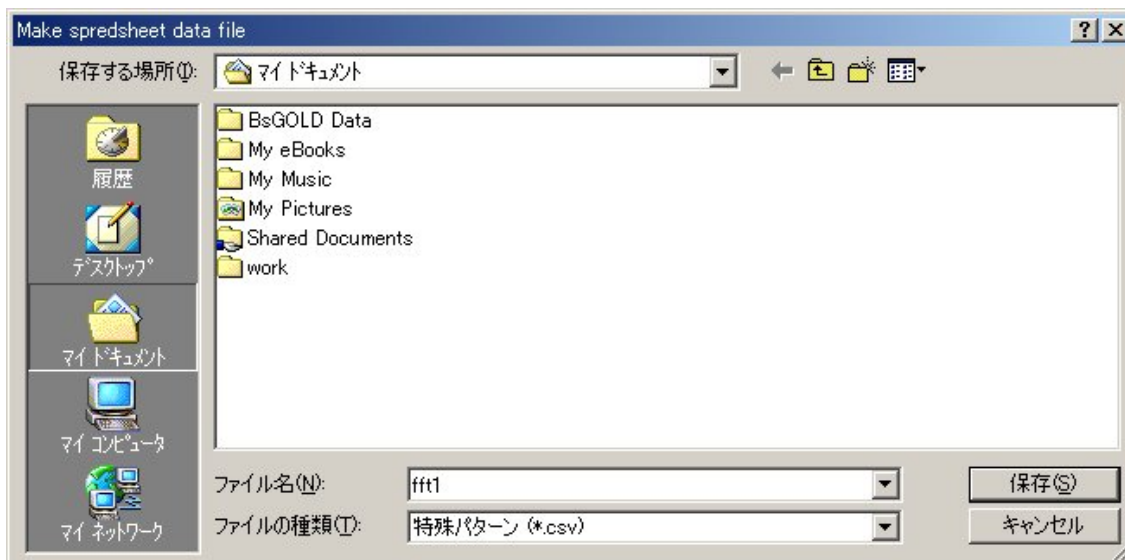 Make spredsheet data file
保存する場所(I):
マイ ドキュメント
履歴
デスクトップ
マイ ドキュメント
マイ コンピュータ
マイ ネットワーク
BsGOLD Data
My eBooks
My Music
My Pictures
Shared Documents
work
ファイル名(N):
fft1
保存(S)
ファイルの種類(T):
特殊パターン (*.csv)
キャンセル